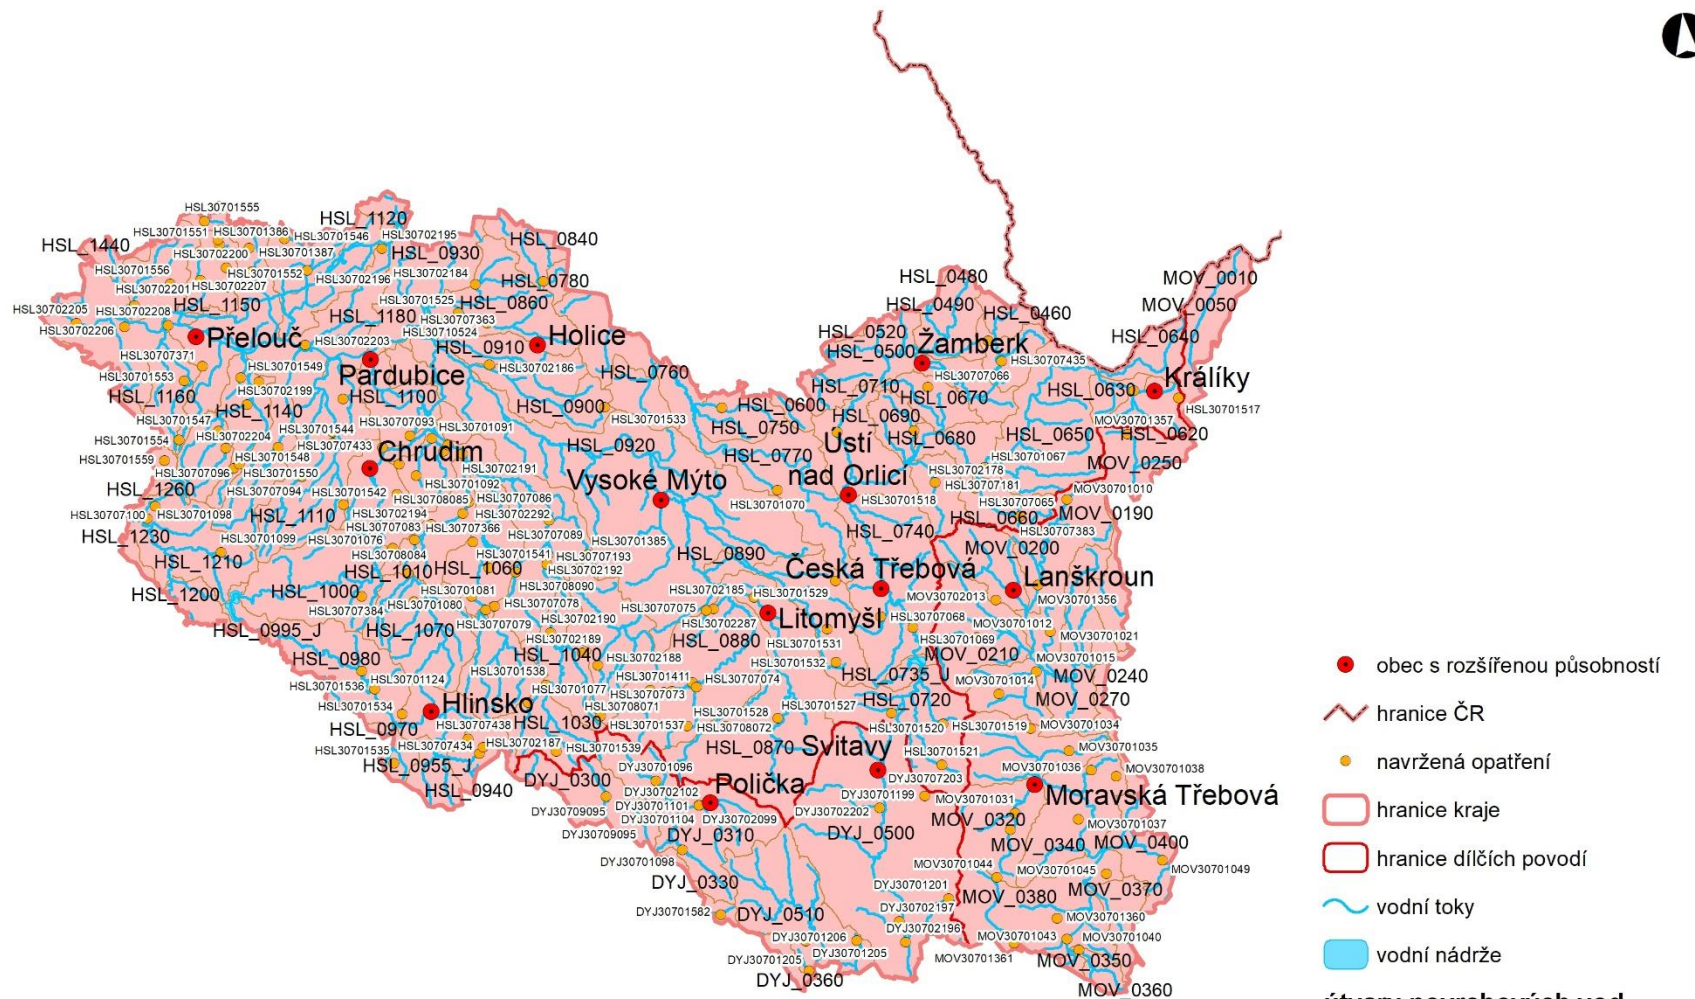 HSL30701555
HSL_1120
HSL30701551
HSL30701386
HSL30701546
HSL30702195
HSL_0840
HSL_1440
HSL30702200
HSL30701387
HSL_0930
HSL30701556
HSL30701552
HSL30702196
HSL30702184
HSL_0480
MOV_0010
HSL30702201
HSL30702207
HSL_0780
HSL30702205
HSL30702208
HSL_1150
HSL30701525
HSL_0860
HSL_0490
MOV_0050
HSL30702206
HSL_1180
HSL30707363
HSL_0460
Přelouč
HSL30702203
HSL30710524
HSL_0910
Holice
HSL_0520
HSL_0500
Žamberk
HSL_0640
HSL30707371
HSL30701549
Pardubice
HSL30702186
HSL_0760
HSL30707435
HSL30707066
HSL30701553
HSL30702199
HSL_1160
HSL_1140
HSL_1100
HSL_0900
HSL_0710
HSL_0670
HSL_0630
Králíky
HSL30701517
HSL30701547
HSL30707093
HSL30701091
HSL30701533
HSL_0600
HSL_0750
HSL_0690
MOV30701357
HSL30701554
HSL30702204
HSL30701544
HSL30707433
HSL_0920
HSL_0770
Ústí
nad Orlicí
HSL_0680
HSL_0650
HSL_0620
HSL30701559
HSL30701548
Chrudim
HSL30702191
HSL30701067
HSL30702178
MOV_0250
HSL30707096
HSL30701550
HSL30701092
Vysoké Mýto
HSL30707181
HSL_1260
HSL30707094
HSL30701542
HSL30708085
HSL30707086
HSL30701070
HSL30701518
HSL30707065
MOV30701010
HSL30707100
HSL30701098
HSL_1110
HSL30702194
HSL30702292
HSL_0660
MOV_0190
HSL_1230
HSL30701099
HSL30701076
HSL30707083
HSL30707366
HSL30707089
HSL30701385
HSL_0740
HSL30707383
HSL_1210
HSL30708084
HSL30701541
HSL30707193
HSL_0890
MOV_0200
HSL_1010
HSL_1060
HSL30702192
Česká Třebová
Lanškroun
HSL_1200
HSL_1000
HSL30701081
HSL30708090
HSL30702185
HSL30701529
MOV30702013
MOV30701356
HSL30707384
HSL30701080
HSL30707078
HSL30702190
HSL30707075
Litomyšl
HSL30707068
HSL_0995_J
HSL_1070
HSL30707079
HSL30702287
MOV30701012
MOV30701021
HSL30702189
HSL_0880
HSL30701531
HSL30701069
HSL_0980
HSL_1040
HSL30702188
HSL30701532
MOV_0210
MOV30701015
HSL30701536
HSL30701124
HSL30701538
HSL30701411
HSL30707074
HSL_0735_J
MOV30701014
MOV_0240
HSL30701077
HSL30707073
HSL_0720
MOV_0270
HSL30701534
Hlinsko
HSL30708071
HSL30701528
HSL30701527
HSL_0970
HSL30707438
HSL_1030
HSL30701537
HSL30708072
HSL30701520
HSL30701519
MOV30701034
HSL30701535
HSL30707434
HSL30702187
HSL30701539
HSL_0870
Svitavy
HSL30701521
MOV30701035
HSL_0955_J
DYJ_0300
DYJ30701096
DYJ30707203
MOV30701036
MOV30701038
HSL_0940
DYJ30702102
Polička
DYJ30701199
MOV30701031
Moravská Třebová
DYJ30709095
DYJ30701101
DYJ30701104
DYJ30702099
DYJ30702202
MOV_0320
MOV30701037
DYJ30709095
DYJ_0310
DYJ_0500
MOV_0340
MOV_0400
DYJ30701098
MOV30701044
MOV30701045
MOV30701049
DYJ_0330
DYJ30701201
MOV_0380
MOV_0370
DYJ30701582
DYJ_0510
DYJ30702197
MOV30701360
DYJ30702196
DYJ30701206
MOV30701043
MOV30701040
DYJ30701205
DYJ30701205
MOV30701361
MOV_0350
DYJ_0360
MOV_0360
obec s rozšířenou působností
hranice ČR
navržená opatření
hranice kraje
hranice dílčích povodí
vodní toky
vodní nádrže